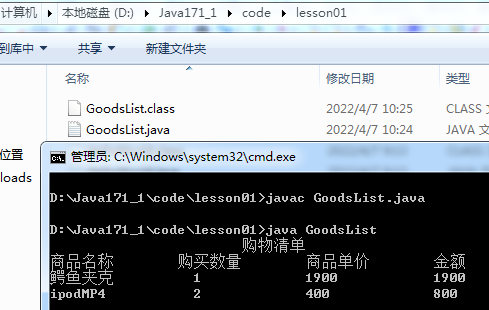 计算机 ▸ 本地磁盘 (D:) ▸ Java171_1 ▸ code ▸ lesson01
到库中 共享 新建文件夹
名称 修改日期 类型
GoodsList.class 2022/4/7 10:25 CLASS
GoodsList.java 2022/4/7 10:24 JAVA 文
位置
loads
管理员: C:\Windows\system32\cmd.exe
D:\Java171_1\code\lesson01>javac GoodsList.java
D:\Java171_1\code\lesson01>java GoodsList
购物清单
商品名称 购买数量 商品单价 金额
鳄鱼夹克 1 1900 1900
ipodMP4 2 400 800